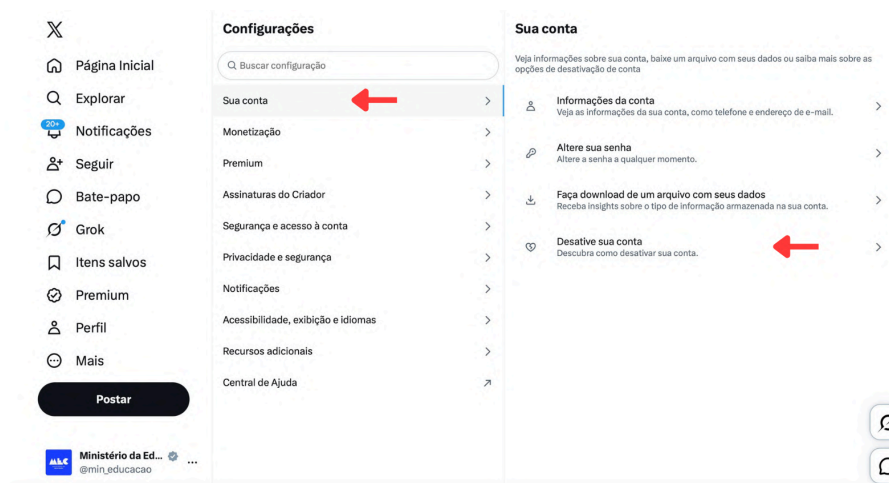 Página Inicial
Explorar
20+
Notificações
Seguir
Bate-papo
Grok
Itens salvos
Premium
Perfil
Mais
Postar
Ministério da Ed...
@min_educacao
Configurações
Buscar configuração
Sua conta
Monetização
Premium
Assinaturas do Criador
Segurança e acesso à conta
Privacidade e segurança
Notificações
Acessibilidade, exibição e idiomas
Recursos adicionais
Central de Ajuda
Sua conta
Veja informações sobre sua conta, baixe um arquivo com seus dados ou saiba mais sobre as
opções de desativação de conta
Informações da conta
Veja as informações da sua conta, como telefone e endereço de e-mail.
Altere sua senha
Altere a senha a qualquer momento.
Faça download de um arquivo com seus dados
Receba insights sobre o tipo de informação armazenada na sua conta.
Desative sua conta
Descubra como desativar sua conta.